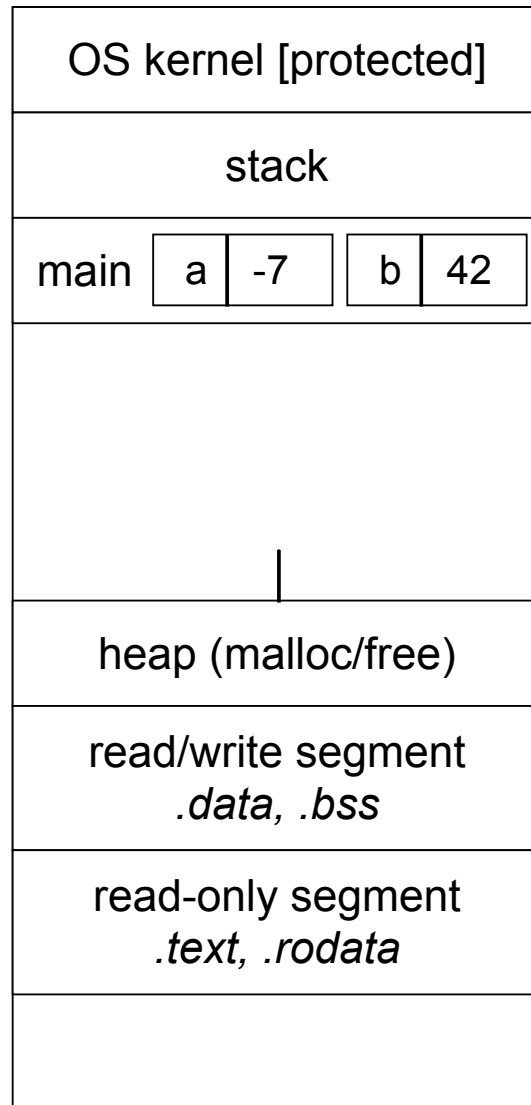 OS kernel [protected]
stack
main a -7 b 42
heap (malloc/free)
read/write segment
.data, .bss
read-only segment
.text, .rodata